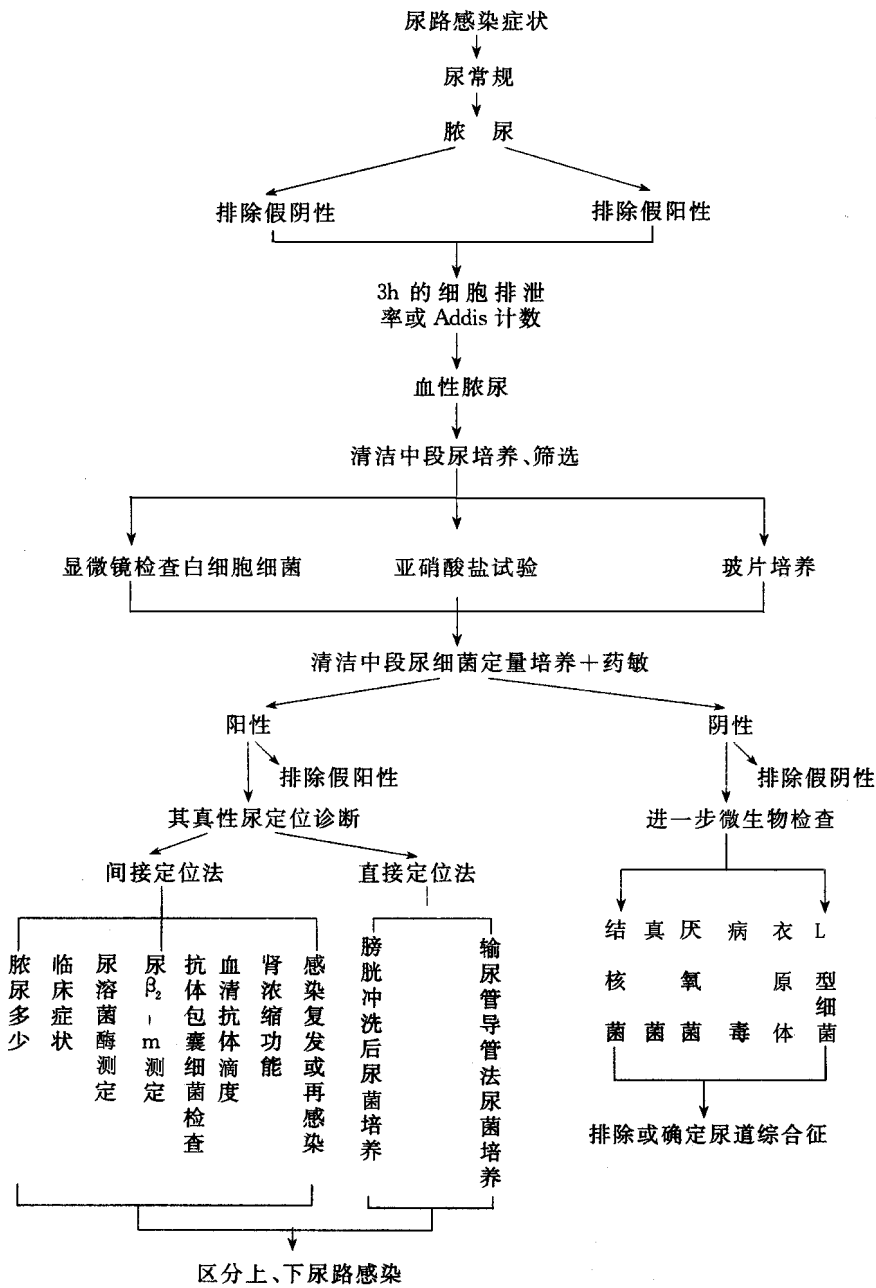 尿路感染症状
尿常规
脓 尿
排除假阴性
排除假阳性
3h 的细胞排泄
率或 Addis 计数
血性脓尿
清洁中段尿培养、筛选
显微镜检查白细胞细菌
亚硝酸盐试验
玻片培养
清洁中段尿细菌定量培养＋药敏
阳性
阴性
排除假阳性
排除假阴性
其真性尿定位诊断
进一步微生物检查
间接定位法
直接定位法
脓尿多少
临床症状
尿溶菌酶测定
尿β₂-m测定
抗体包囊细菌检查
血清抗体滴度
肾浓缩功能
感染复发或再感染
膀胱冲洗后尿菌培养
输尿管导管法尿菌培养
结核菌
真菌
厌氧菌
病毒
衣原体
L型细菌
排除或确定尿道综合征
区分上、下尿路感染